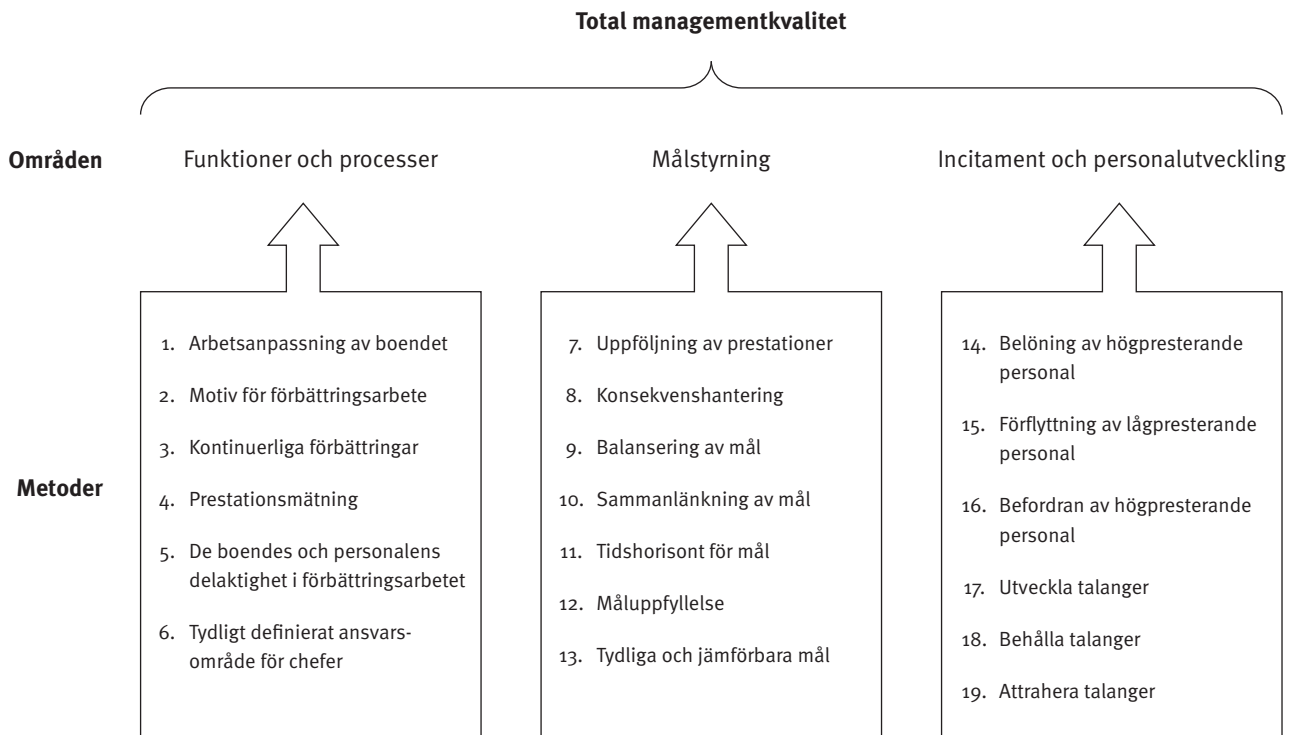 Total managementkvalitet
Områden
Funktioner och processer
Målstyrning
Incitament och personalutveckling
Metoder
1. Arbetsanpassning av boendet
2. Motiv för förbättringsarbete
3. Kontinuerliga förbättringar
4. Prestationsmätning
5. De boendes och personalens
delaktighet i förbättringsarbetet
6. Tydligt definierat ansvars-
område för chefer
7. Uppföljning av prestationer
8. Konsekvenshantering
9. Balansering av mål
10. Sammanlänkning av mål
11. Tidshorisont för mål
12. Måluppfyllelse
13. Tydliga och jämförbara mål
14. Belöning av högpresterande
personal
15. Förflyttning av lågpresterande
personal
16. Befordran av högpresterande
personal
17. Utveckla talanger
18. Behålla talanger
19. Attrahera talanger